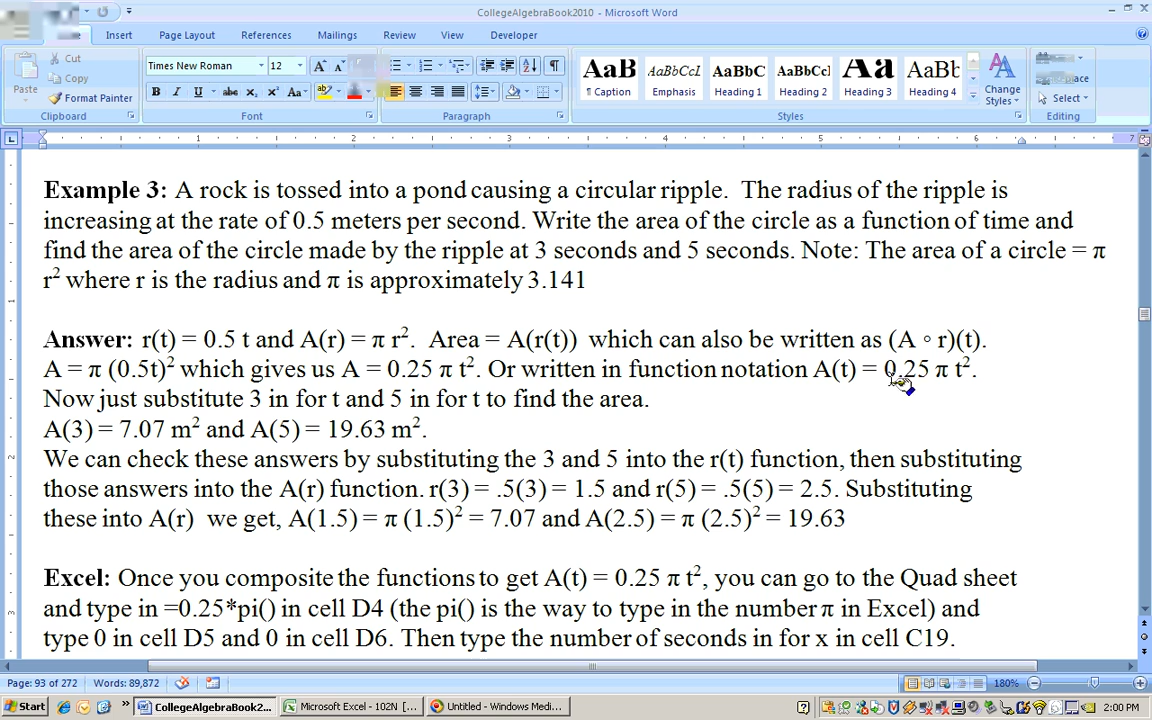 CollegeAlgebraBook2010 - Microsoft Word
Insert Page Layout References Mailings Review View Developer
Cut
Copy
Paste
Format Painter
Clipboard
Times New Roman 12
Font
Paragraph
AaB AaBbCcL AaBbC AaBbCcI Aa AaBb
¶ Caption Emphasis Heading 1 Heading 2 Heading 3 Heading 4
Change
Styles
Styles
Select
Editing
1 2 3 4 5 6 7
Example 3: A rock is tossed into a pond causing a circular ripple. The radius of the ripple is
increasing at the rate of 0.5 meters per second. Write the area of the circle as a function of time and
find the area of the circle made by the ripple at 3 seconds and 5 seconds. Note: The area of a circle = π
r² where r is the radius and π is approximately 3.141
Answer: r(t) = 0.5 t and A(r) = π r². Area = A(r(t)) which can also be written as (A ∘ r)(t).
A = π (0.5t)² which gives us A = 0.25 π t². Or written in function notation A(t) = 0.25 π t².
Now just substitute 3 in for t and 5 in for t to find the area.
A(3) = 7.07 m² and A(5) = 19.63 m².
We can check these answers by substituting the 3 and 5 into the r(t) function, then substituting
those answers into the A(r) function. r(3) = .5(3) = 1.5 and r(5) = .5(5) = 2.5. Substituting
these into A(r) we get, A(1.5) = π (1.5)² = 7.07 and A(2.5) = π (2.5)² = 19.63
Excel: Once you composite the functions to get A(t) = 0.25 π t², you can go to the Quad sheet
and type in =0.25*pi() in cell D4 (the pi() is the way to type in the number π in Excel) and
type 0 in cell D5 and 0 in cell D6. Then type the number of seconds in for x in cell C19.
Page: 93 of 272 Words: 89,872 180%
Start CollegeAlgebraBook2... Microsoft Excel - 102N [... Untitled - Windows Medi... 2:00 PM